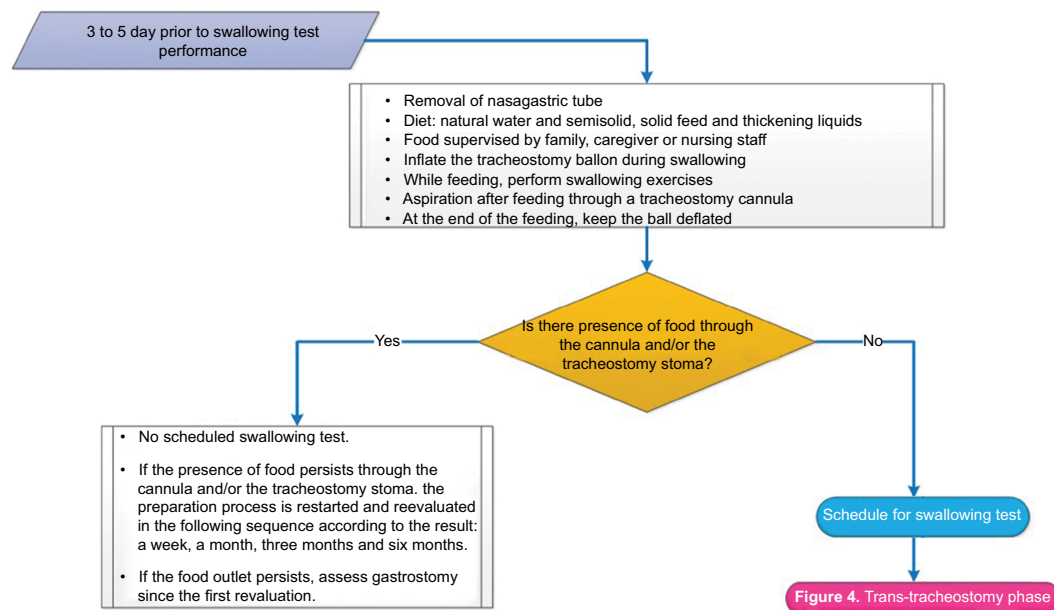 3 to 5 day prior to swallowing test
performance
• Removal of nasagastric tube
• Diet: natural water and semisolid, solid feed and thickening liquids
• Food supervised by family, caregiver or nursing staff
• Inflate the tracheostomy ballon during swallowing
• While feeding, perform swallowing exercises
• Aspiration after feeding through a tracheostomy cannula
• At the end of the feeding, keep the ball deflated
Is there presence of food through
the cannula and/or the
tracheostomy stoma?
Yes
No
• No scheduled swallowing test.
• If the presence of food persists through the
cannula and/or the tracheostomy stoma. the
preparation process is restarted and reevaluated
in the following sequence according to the result:
a week, a month, three months and six months.
• If the food outlet persists, assess gastrostomy
since the first revaluation.
Schedule for swallowing test
Figure 4. Trans-tracheostomy phase